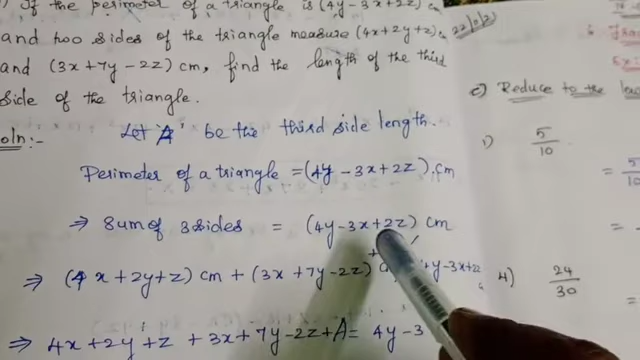 If the perimeter of a triangle is (4y-3x+2z) c
and two sides of the triangle measure (4x+2y+z)
and (3x+7y-2z) cm, find the length of the third
side of the triangle.
Soln:-
Let 'A' be the third side length.
Perimeter of a triangle = (4y-3x+2z).cm
⇒ Sum of 3 sides = (4y-3x+2z) cm
⇒ (4x+2y+z) cm + (3x+7y-2z) +y-3x+2z
⇒ 4x+2y+z + 3x+7y-2z+A= 4y-3
c) Reduce to the
1) 5/10
= 5/10
4) 24/30